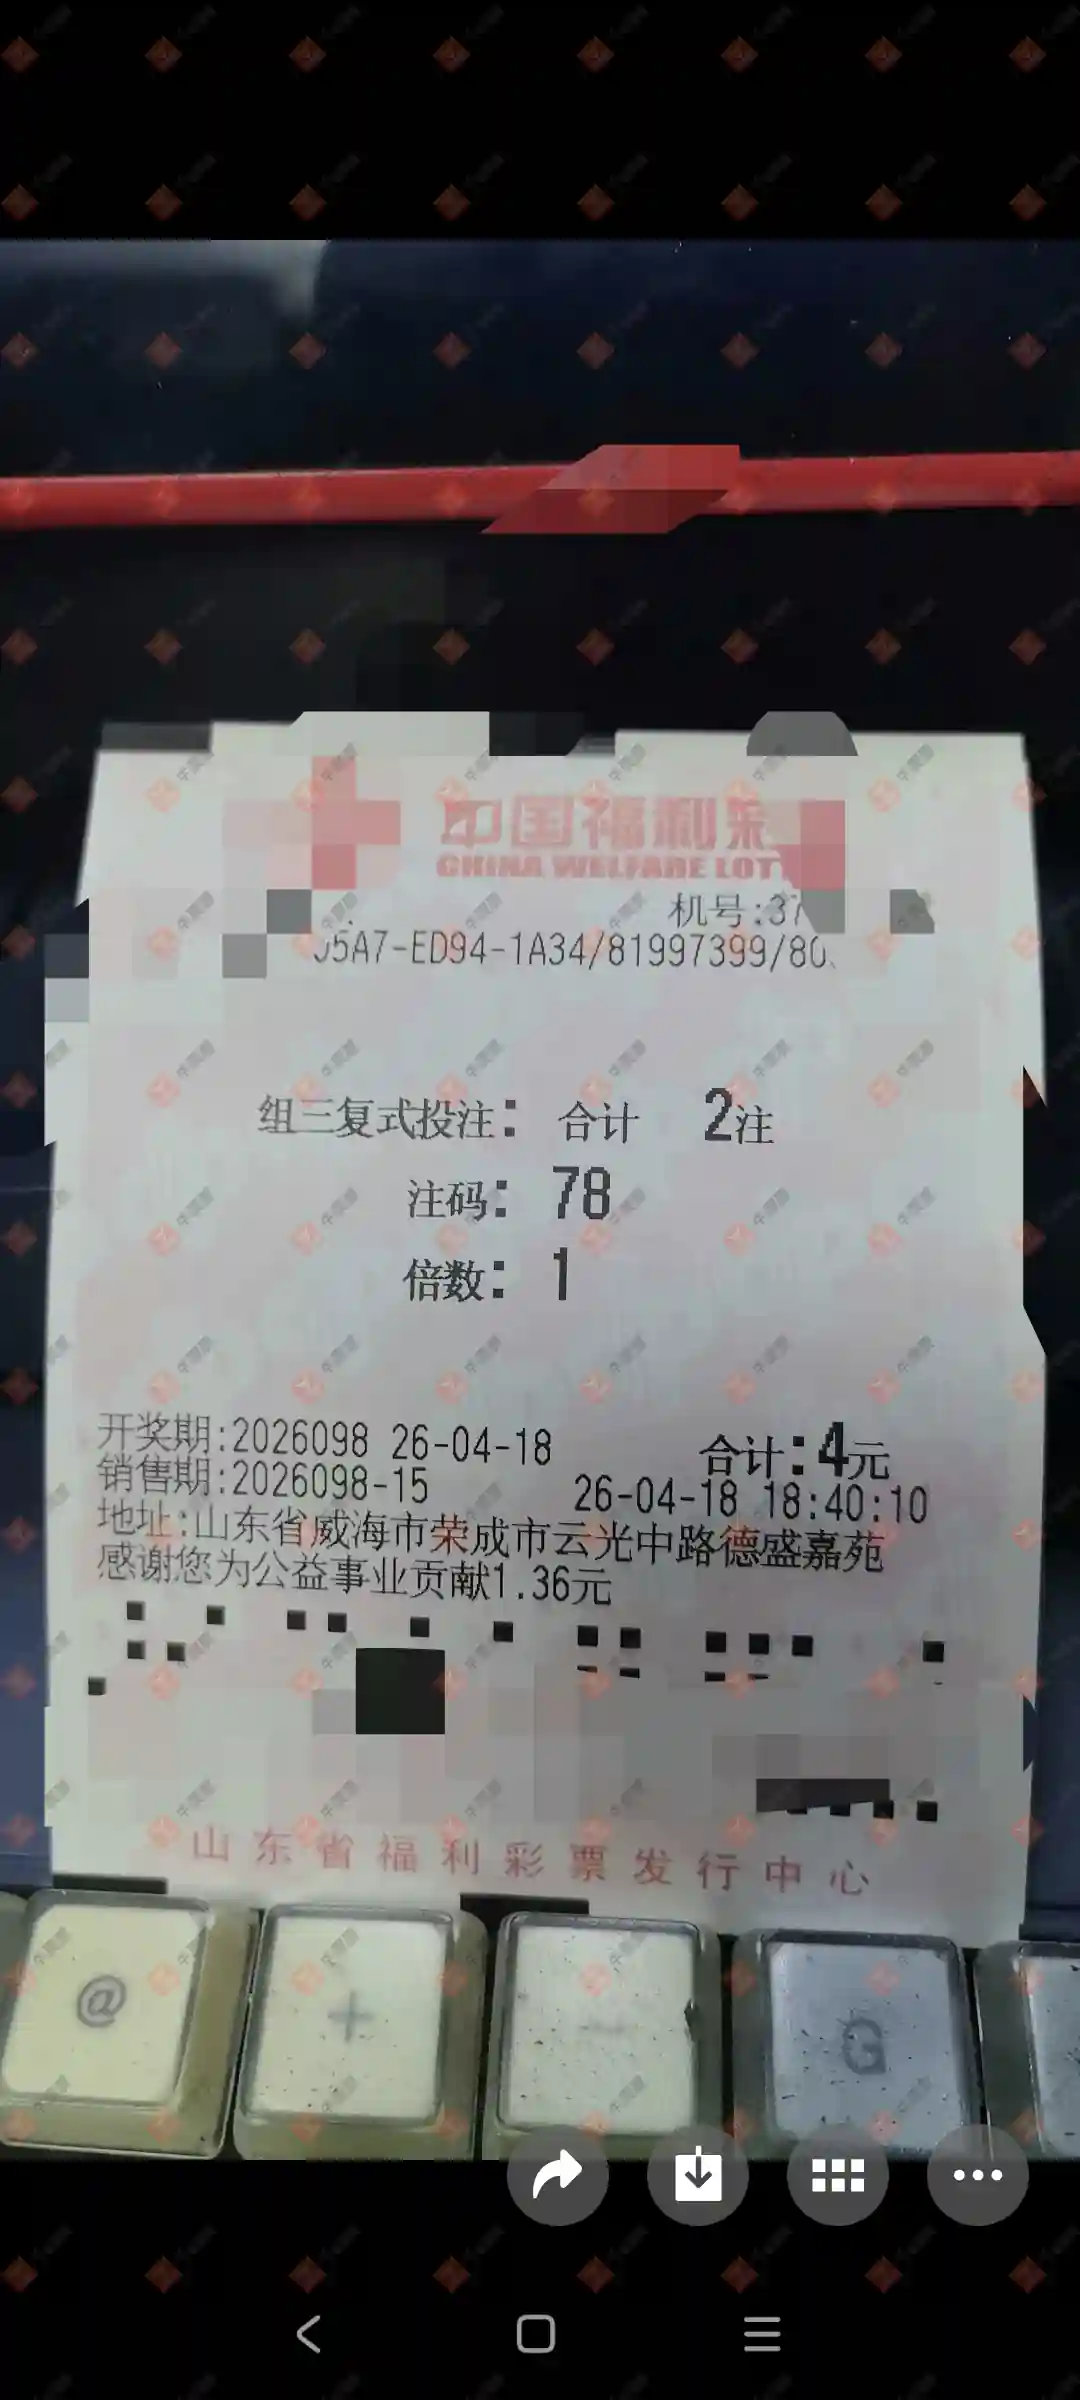 中国福利彩
CHINA WELFARE LOT
机号:37
5A7-ED94-1A34/81997399/80
组三复式投注: 合计 2注
注码: 78
倍数: 1
开奖期:2026098 26-04-18 合计:4元
销售期:2026098-15 26-04-18 18:40:10
地址:山东省威海市荣成市云光中路德盛嘉苑
感谢您为公益事业贡献1.36元
山东省福利彩票发行中心
@ + - G